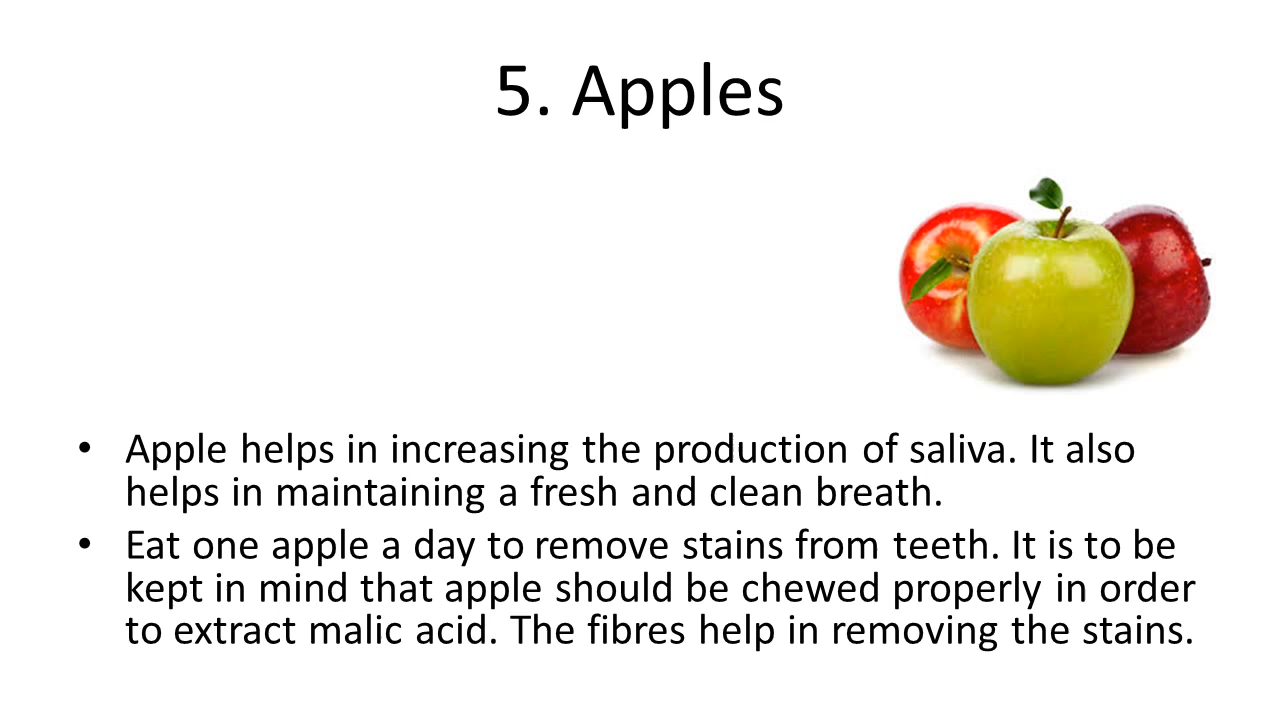 5. Apples
• Apple helps in increasing the production of saliva. It also
helps in maintaining a fresh and clean breath.
• Eat one apple a day to remove stains from teeth. It is to be
kept in mind that apple should be chewed properly in order
to extract malic acid. The fibres help in removing the stains.